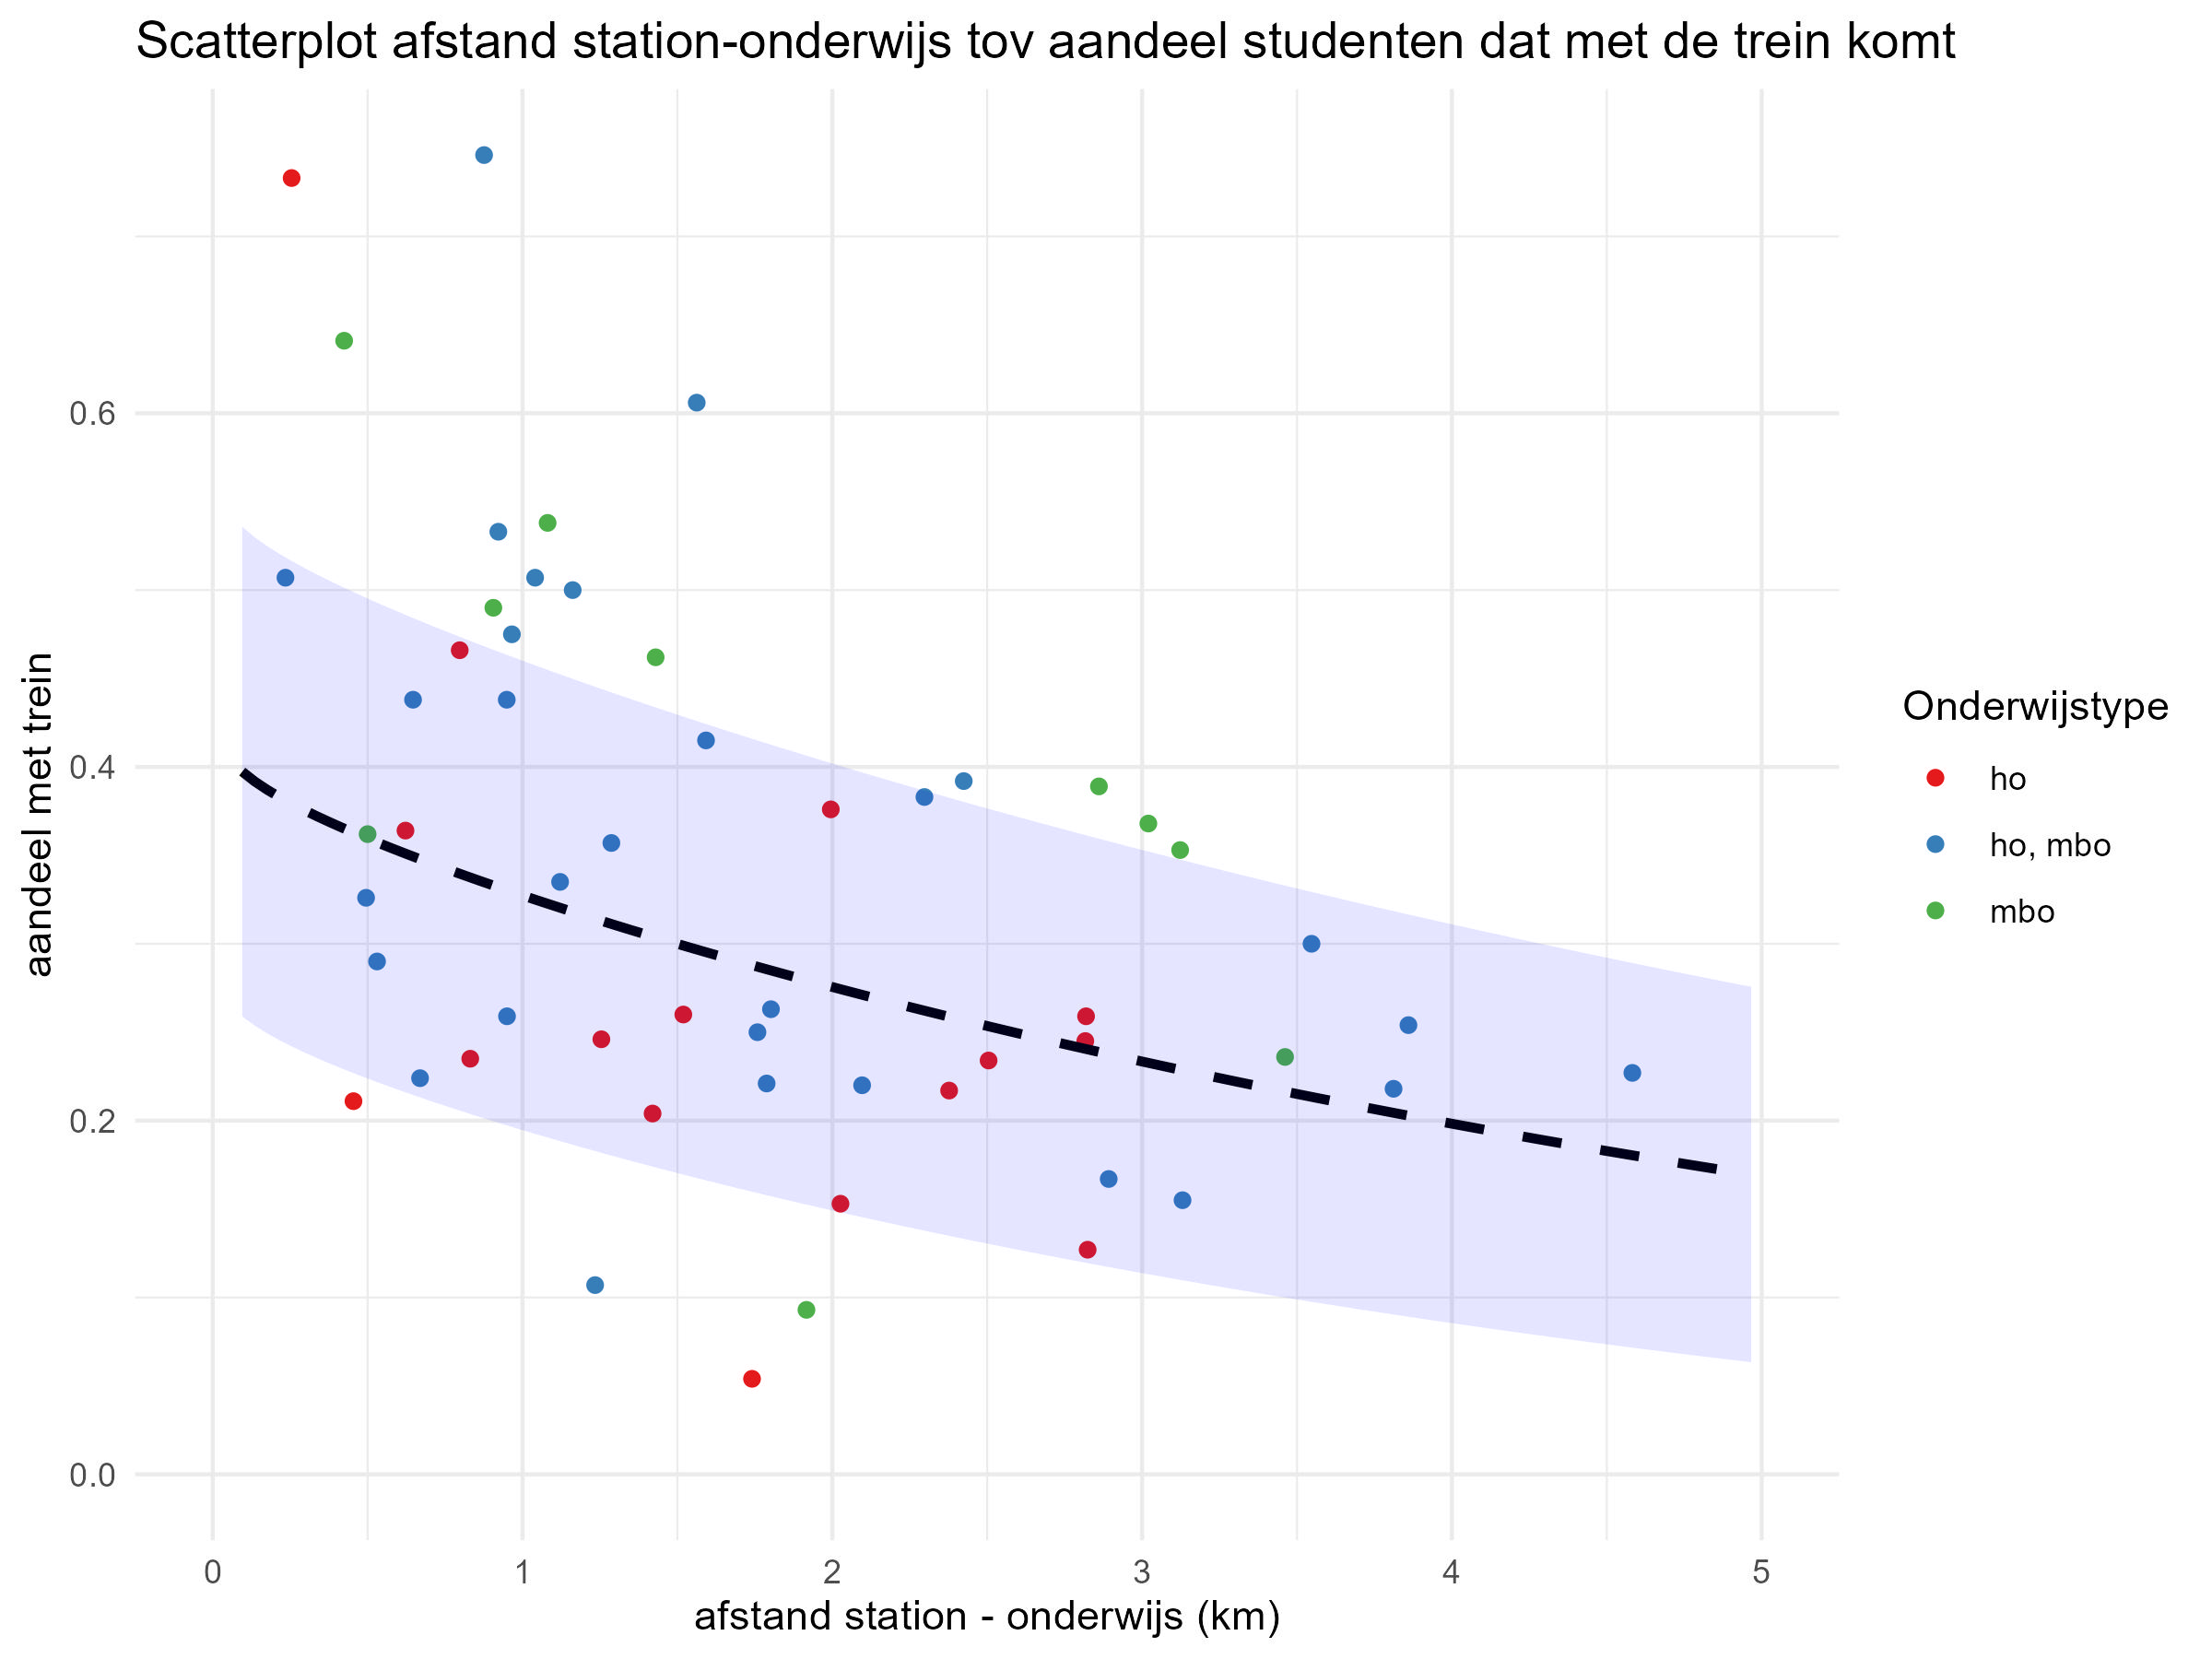 Scatterplot afstand station-onderwijs tov aandeel studenten dat met de trein komt
aandeel met trein
0.6
0.4
0.2
0.0
0
1
2
3
4
5
afstand station - onderwijs (km)
Onderwijstype
ho
ho, mbo
mbo